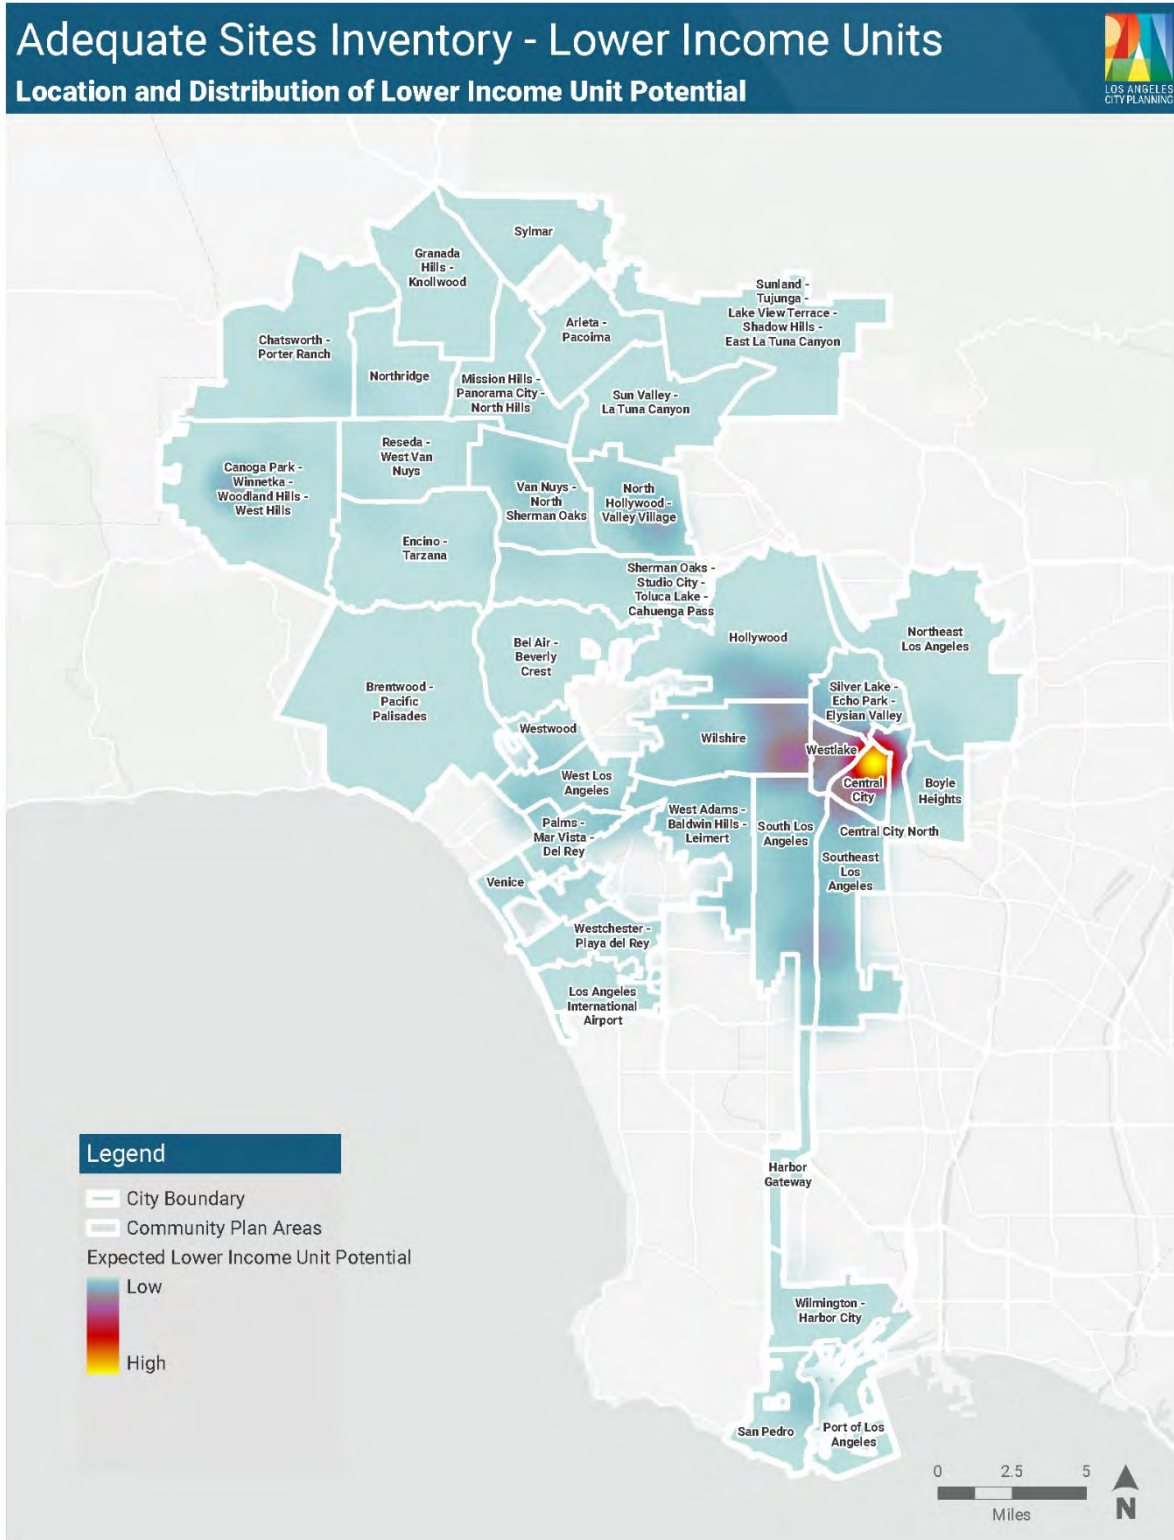 Adequate Sites Inventory - Lower Income Units
Location and Distribution of Lower Income Unit Potential
LOS ANGELES
CITY PLANNING
Sylmar
Granada
Hills -
Knollwood
Sunland -
Tujunga -
Lake View Terrace -
Shadow Hills -
East La Tuna Canyon
Arleta -
Pacoima
Chatsworth -
Porter Ranch
Northridge
Mission Hills -
Panorama City -
North Hills
Sun Valley -
La Tuna Canyon
Reseda -
West Van
Nuys
Canoga Park -
Winnetka -
Woodland Hills -
West Hills
Van Nuys -
North
Sherman Oaks
North
Hollywood -
Valley Village
Encino -
Tarzana
Sherman Oaks -
Studio City -
Toluca Lake -
Cahuenga Pass
Hollywood
Northeast
Los Angeles
Bel Air -
Beverly
Crest
Brentwood -
Pacific
Palisades
Silver Lake -
Echo Park -
Elysian Valley
Westwood
Wilshire
Westlake
West Los
Angeles
Central
City
Boyle
Heights
West Adams -
Baldwin Hills -
Leimert
Palms -
Mar Vista -
Del Rey
South Los
Angeles
Central City North
Southeast
Los
Angeles
Venice
Westchester -
Playa del Rey
Los Angeles
International
Airport
Harbor
Gateway
Wilmington -
Harbor City
San Pedro
Port of Los
Angeles
Legend
City Boundary
Community Plan Areas
Expected Lower Income Unit Potential
Low
High
0 2.5 5
Miles
N